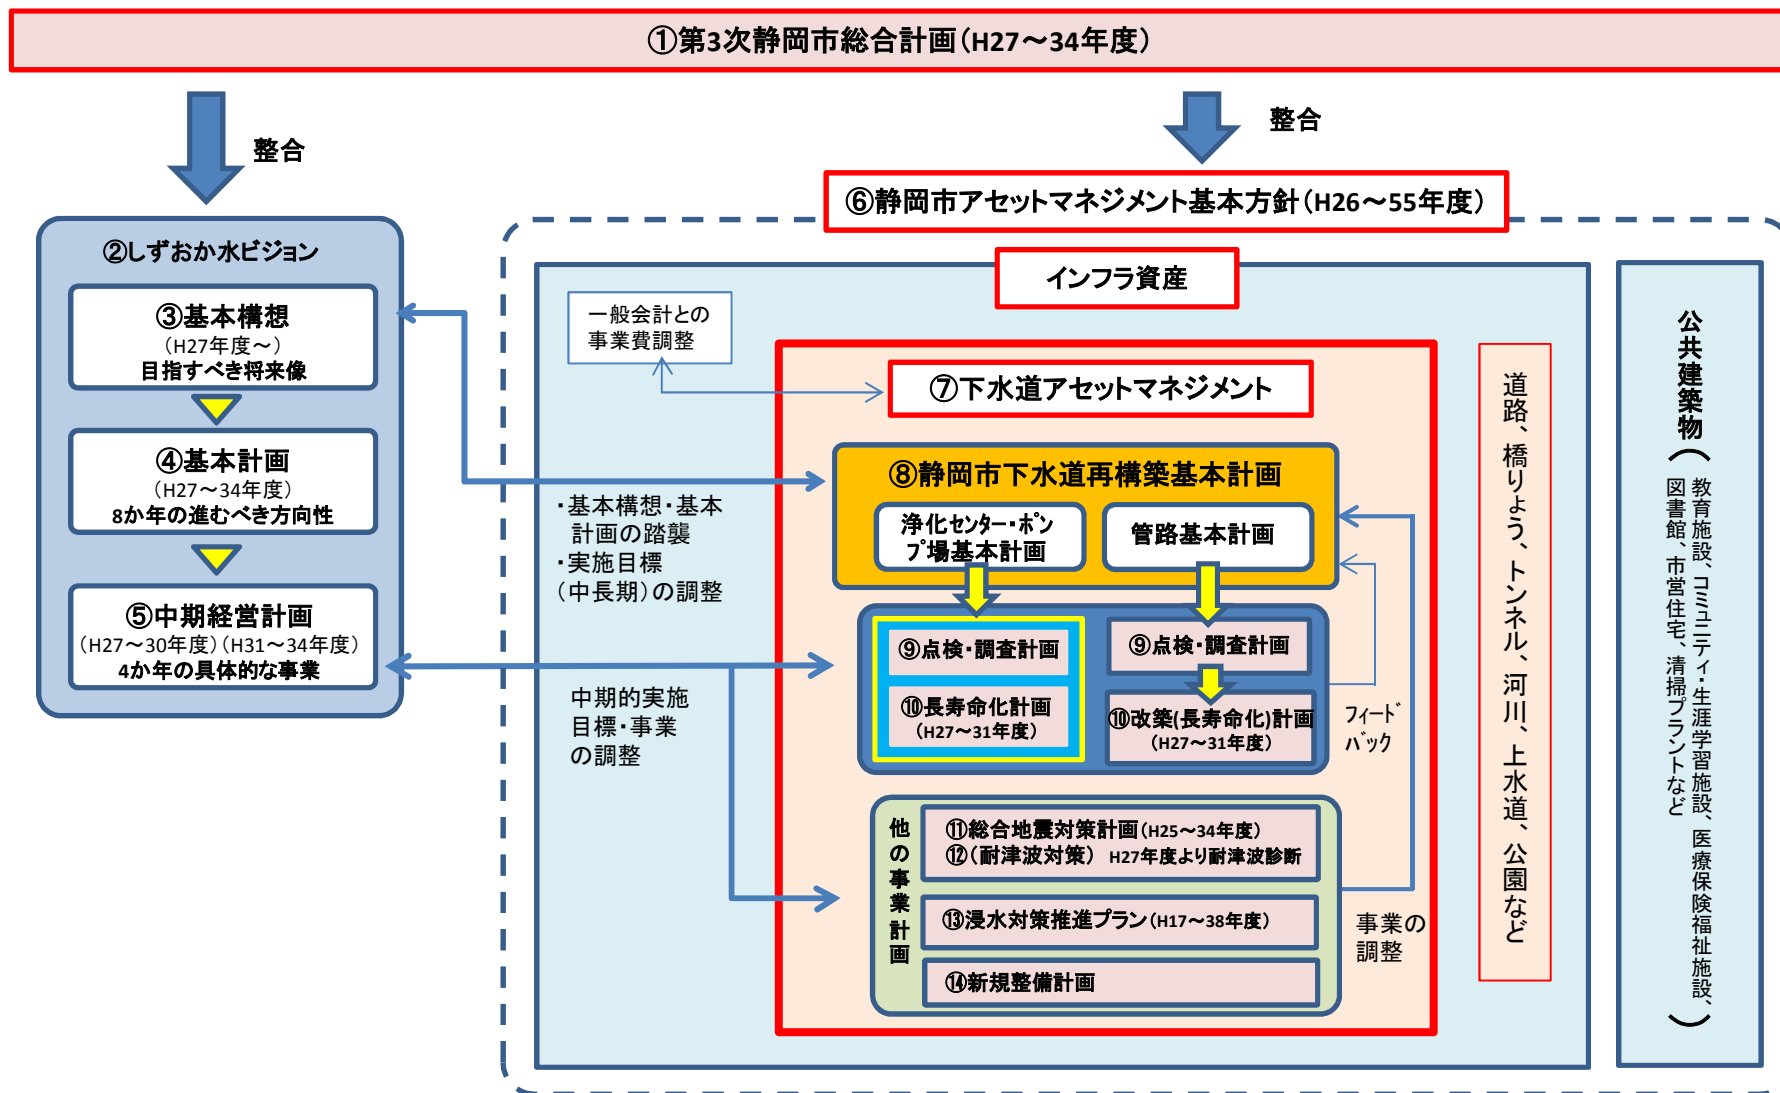 ①第3次静岡市総合計画（H27～34年度）
整合
整合
⑥静岡市アセットマネジメント基本方針（H26～55年度）
②しずおか水ビジョン
③基本構想
（H27年度～）
目指すべき将来像
④基本計画
（H27～34年度）
8か年の進むべき方向性
⑤中期経営計画
（H27～30年度）（H31～34年度）
4か年の具体的な事業
インフラ資産
一般会計との
事業費調整
⑦下水道アセットマネジメント
⑧静岡市下水道再構築基本計画
浄化センター・ポン
プ場基本計画
管路基本計画
・基本構想・基本
計画の踏襲
・実施目標
（中長期）の調整
⑨点検・調査計画
⑩長寿命化計画
（H27～31年度）
⑨点検・調査計画
⑩改築(長寿命化)計画
（H27～31年度）
フィード
バック
中期的実施
目標・事業
の調整
他の事業計画
⑪総合地震対策計画（H25～34年度）
⑫（耐津波対策） H27年度より耐津波診断
⑬浸水対策推進プラン（H17～38年度）
⑭新規整備計画
事業の
調整
道路、橋りょう、トンネル、河川、上水道、公園など
公共建築物（教育施設、コミュニティ・生涯学習施設、医療保険福祉施設、
図書館、市営住宅、清掃プラントなど）